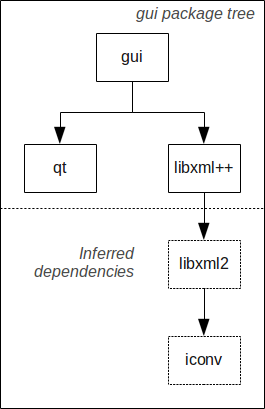 gui package tree
gui
qt
libxml++
Inferred
dependencies
libxml2
iconv